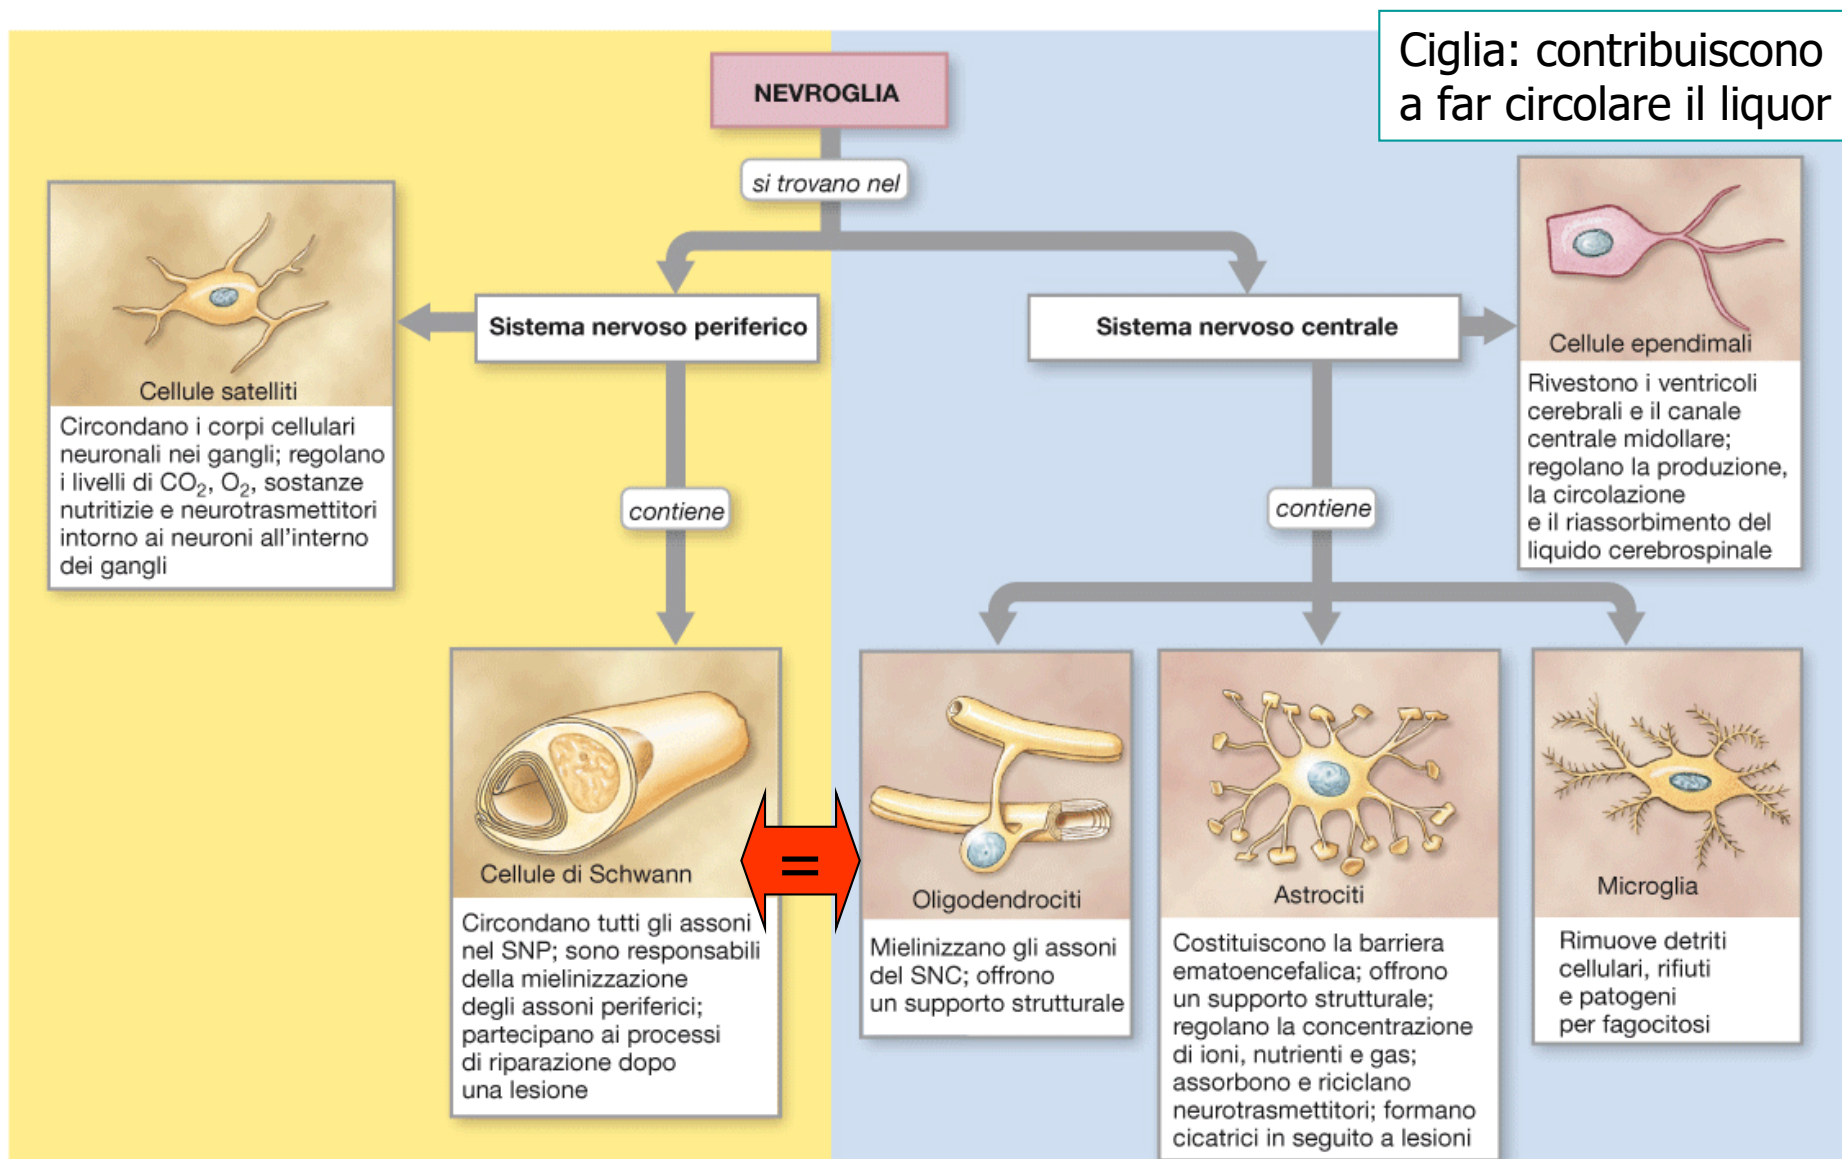 Ciglia: contribuiscono
a far circolare il liquor
NEVROGLIA
si trovano nel
Sistema nervoso periferico
Sistema nervoso centrale
Cellule satelliti
Circondano i corpi cellulari
neuronali nei gangli; regolano
i livelli di CO₂, O₂, sostanze
nutritizie e neurotrasmettitori
intorno ai neuroni all'interno
dei gangli
Cellule ependimali
Rivestono i ventricoli
cerebrali e il canale
centrale midollare;
regolano la produzione,
la circolazione
e il riassorbimento del
liquido cerebrospinale
contiene
contiene
Cellule di Schwann
Circondano tutti gli assoni
nel SNP; sono responsabili
della mielinizzazione
degli assoni periferici;
partecipano ai processi
di riparazione dopo
una lesione
=
Oligodendrociti
Mielinizzano gli assoni
del SNC; offrono
un supporto strutturale
Astrociti
Costituiscono la barriera
ematoencefalica; offrono
un supporto strutturale;
regolano la concentrazione
di ioni, nutrienti e gas;
assorbono e riciclano
neurotrasmettitori; formano
cicatrici in seguito a lesioni
Microglia
Rimuove detriti
cellulari, rifiuti
e patogeni
per fagocitosi